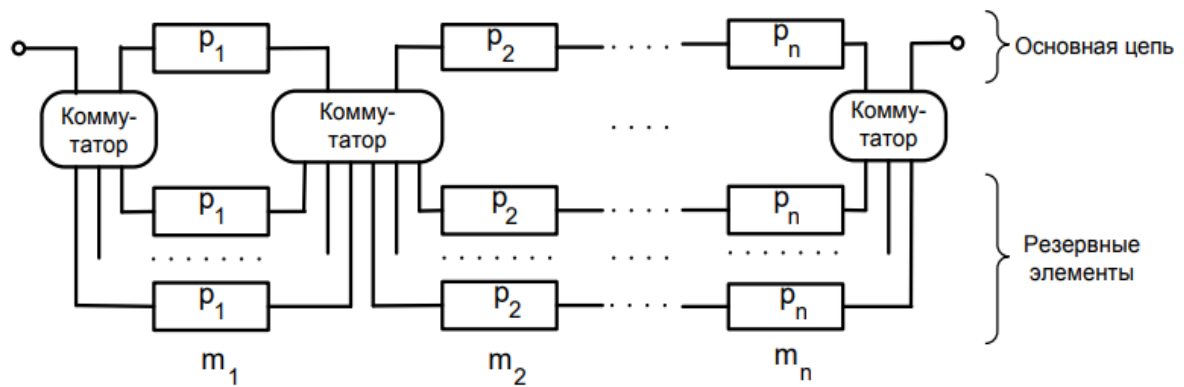 p1 p2 pn
Основная цепь
Комму-
татор
Комму-
татор
Комму-
татор
p1 p2 pn
Резервные
элементы
p1 p2 pn
m1 m2 mn